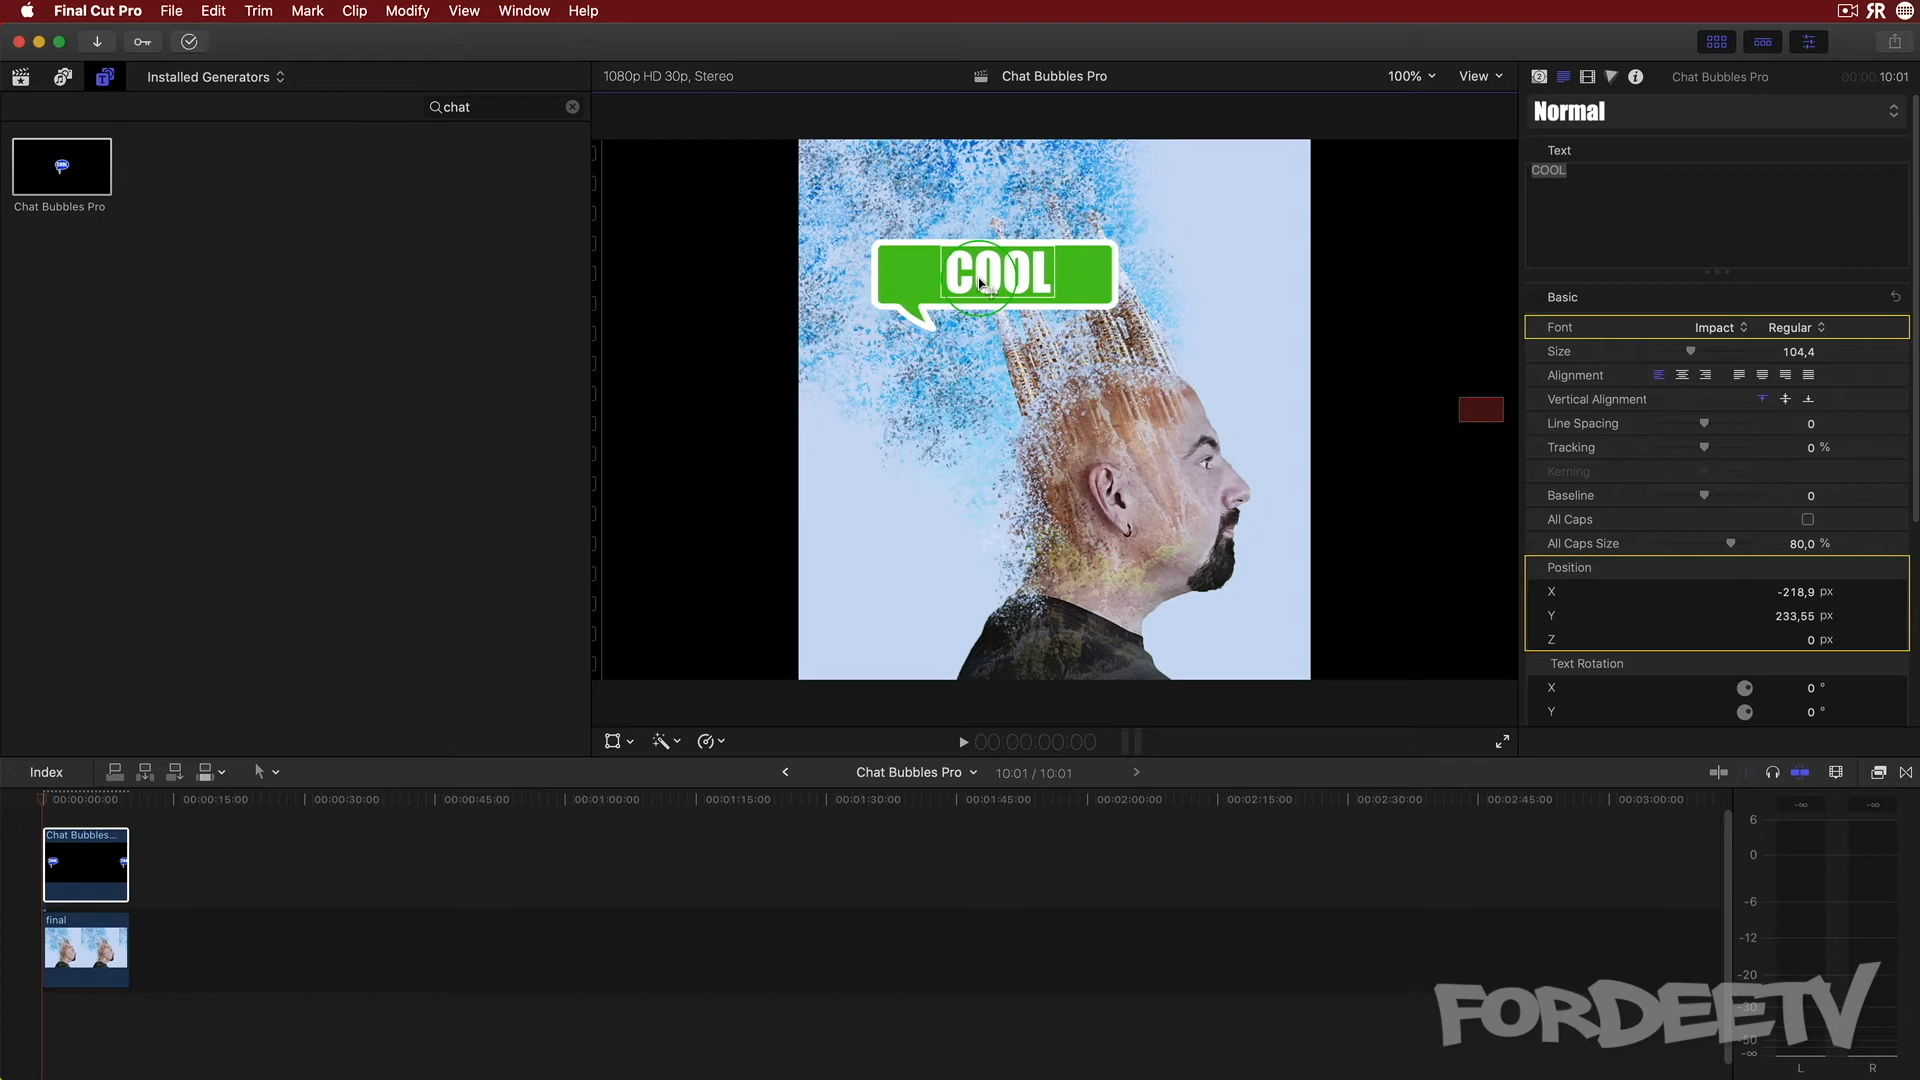 Final Cut Pro File Edit Trim Mark Clip Modify View Window Help
Installed Generators
1080p HD 30p, Stereo
Chat Bubbles Pro
100%
View
Chat Bubbles Pro
00:00:10:01
chat
Chat Bubbles Pro
COOL
Normal
Text
COOL
Basic
Font Impact Regular
Size 104,4
Alignment
Vertical Alignment
Line Spacing 0
Tracking 0 %
Kerning
Baseline 0
All Caps
All Caps Size 80,0 %
Position
X -218,9 px
Y 233,55 px
Z 0 px
Text Rotation
X 0 °
Y 0 °
00:00:00:00
Index
Chat Bubbles Pro 10:01 / 10:01
00:00:00:00 00:00:15:00 00:00:30:00 00:00:45:00 00:01:00:00 00:01:15:00 00:01:30:00 00:01:45:00 00:02:00:00 00:02:15:00 00:02:30:00 00:02:45:00 00:03:00:00
Chat Bubbles...
final
-∞ -∞
6
0
-6
-12
-20
-30
-50
-∞
L R
FORDEETV